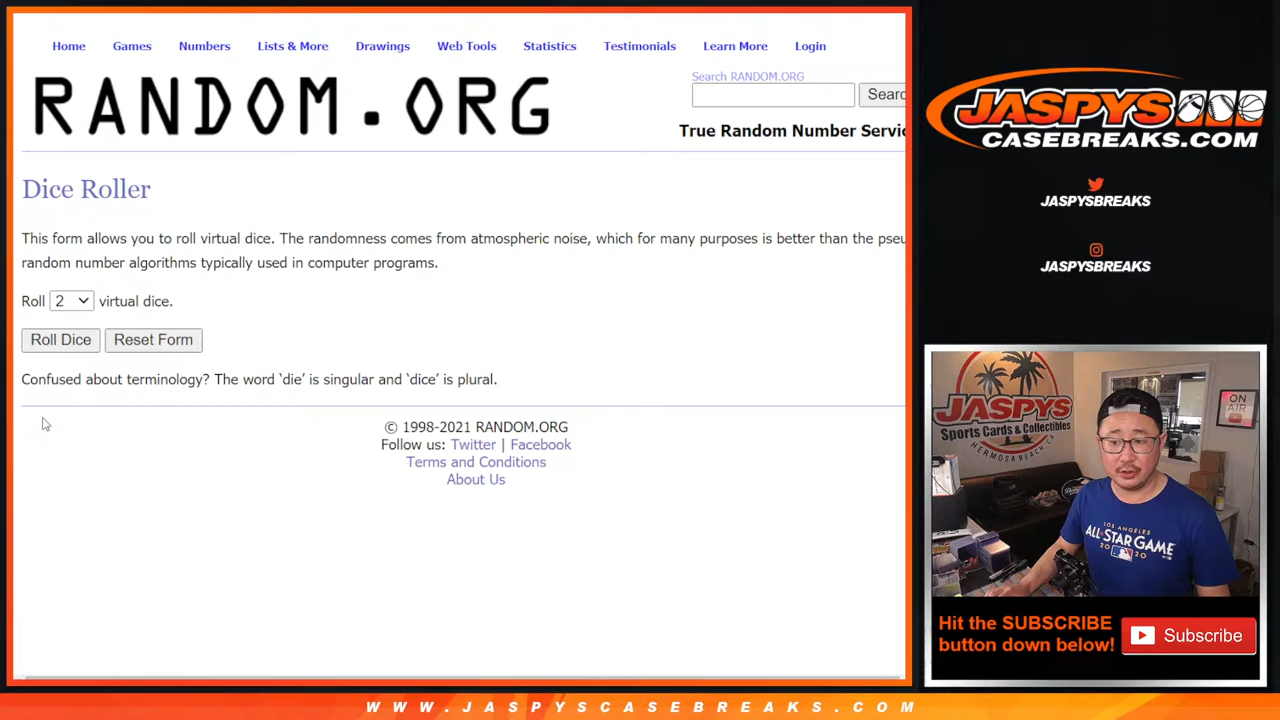 Home Games Numbers Lists & More Drawings Web Tools Statistics Testimonials Learn More Login
RANDOM.ORG
Search RANDOM.ORG
Searc
True Random Number Servic
Dice Roller
This form allows you to roll virtual dice. The randomness comes from atmospheric noise, which for many purposes is better than the pseu
random number algorithms typically used in computer programs.
Roll 2 virtual dice.
Roll Dice Reset Form
Confused about terminology? The word ‘die’ is singular and ‘dice’ is plural.
© 1998-2021 RANDOM.ORG
Follow us: Twitter | Facebook
Terms and Conditions
About Us
JASPYS
CASEBREAKS.COM
JASPYSBREAKS
JASPYSBREAKS
JASPYS
Sports Cards & Collectibles
HERMOSA BEACH, CA
ON
AIR
LOS ANGELES
ALL-STAR GAME
2020
Hit the SUBSCRIBE
button down below!
Subscribe
WWW.JASPYSCASEBREAKS.COM